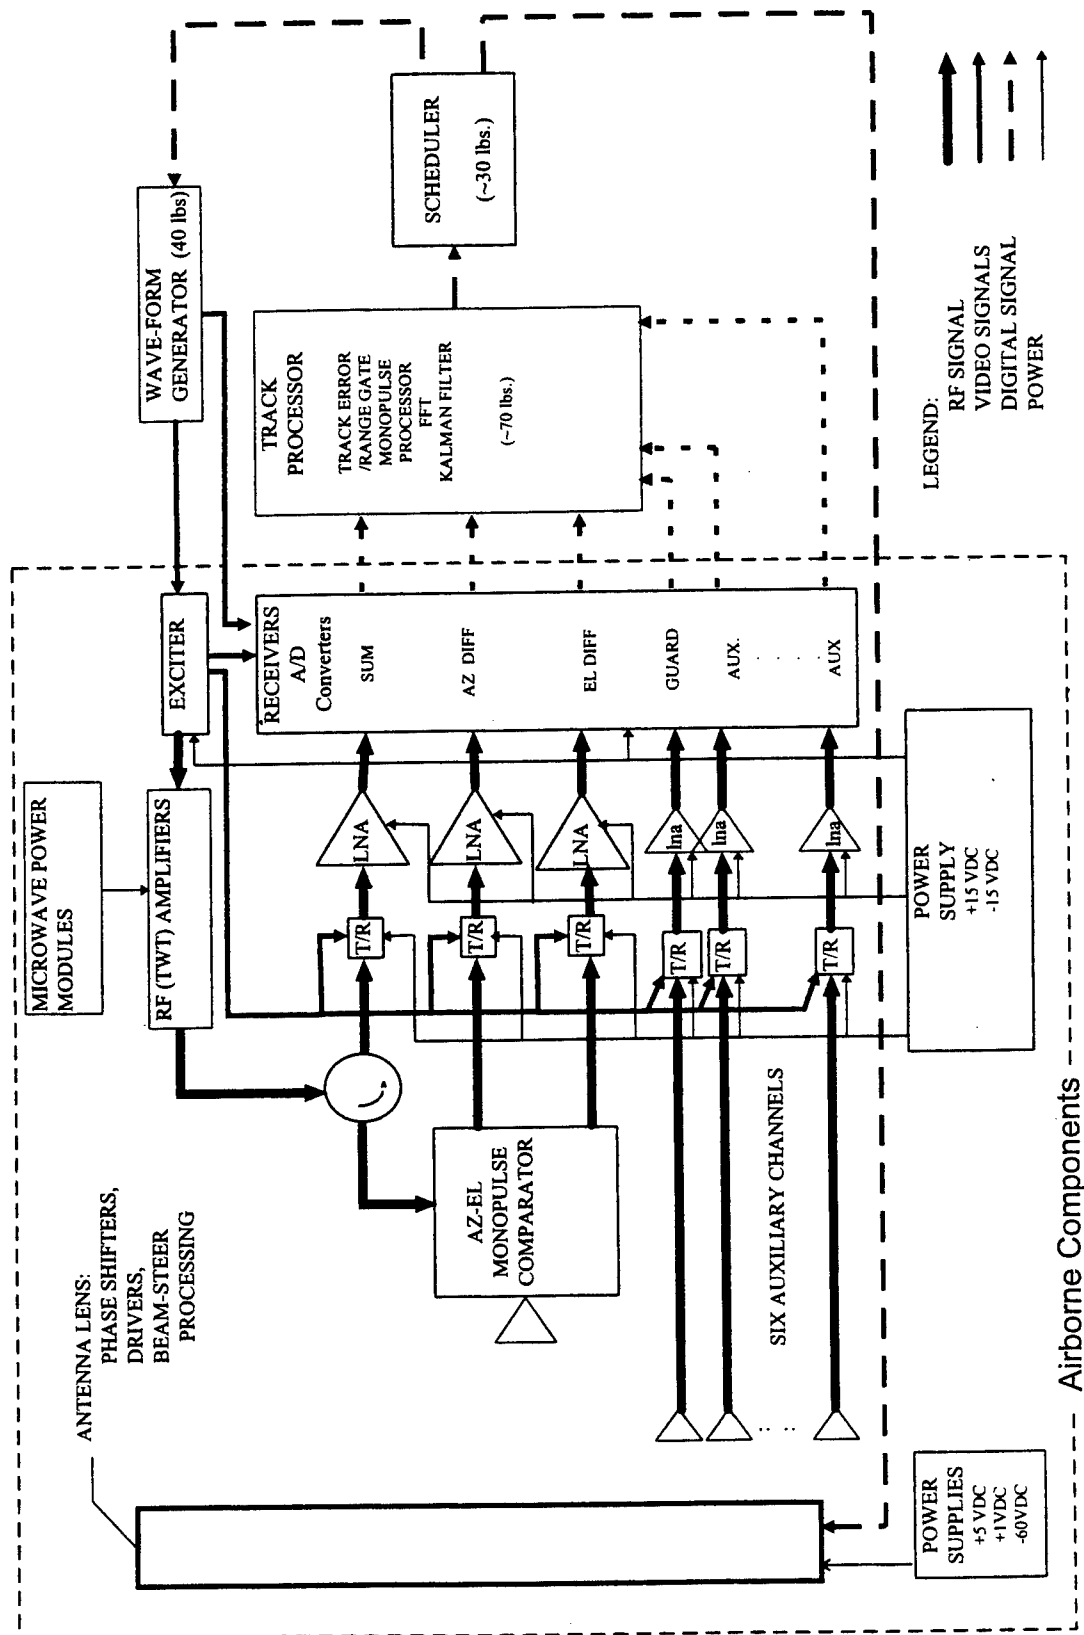 ANTENNA LENS:
PHASE SHIFTERS,
DRIVERS,
BEAM-STEER
PROCESSING
MICROWAVE POWER
MODULES
RF (TWT) AMPLIFIERS
EXCITER
WAVE-FORM
GENERATOR (40 lbs)
AZ-EL
MONOPULSE
COMPARATOR
T/R
LNA
T/R
LNA
T/R
LNA
T/R
lna
T/R
lna
T/R
lna
RECEIVERS
A/D
Converters
SUM
AZ DIFF
EL DIFF
GUARD
AUX.
. . . . .
AUX
TRACK
PROCESSOR
TRACK ERROR
/RANGE GATE
MONOPULSE
PROCESSOR
FFT
KALMAN FILTER
(~70 lbs.)
SCHEDULER
(~30 lbs.)
SIX AUXILIARY CHANNELS
POWER
SUPPLIES
+5 VDC
+1VDC
-60VDC
POWER
SUPPLY
+15 VDC
-15 VDC
LEGEND:
RF SIGNAL
VIDEO SIGNALS
DIGITAL SIGNAL
POWER
Airborne Components